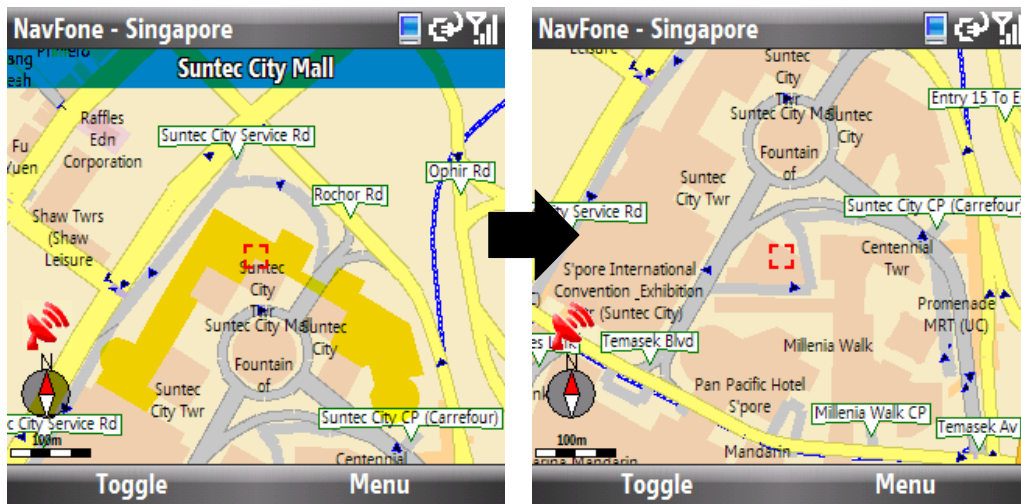 NavFone - Singapore
Suntec City Mall
Raffles
Edn
Corporation
Fu
Yuen
Suntec City Service Rd
Ophir Rd
Rochor Rd
Shaw Twrs
(Shaw
Leisure
Suntec
City
Twr
Suntec City Mall
Suntec
City
Fountain
of
N
Suntec
City Twr
Suntec City CP (Carrefour)
c City Service Rd
100m
Centennial
Toggle
Menu
NavFone - Singapore
Leisure
Suntec
City
Twr
Entry 15 To E
Suntec City Mall
Suntec
City
Fountain
of
Suntec
City Twr
y Service Rd
Suntec City CP (Carrefour)
Centennial
Twr
S'pore International
Convention _Exhibition
(Suntec City)
Promenade
MRT (UC)
Temasek Blvd
Millenia Walk
N
Pan Pacific Hotel
S'pore
Millenia Walk CP
Temasek Av
100m
Mandarin
Marina Mandarin
Toggle
Menu